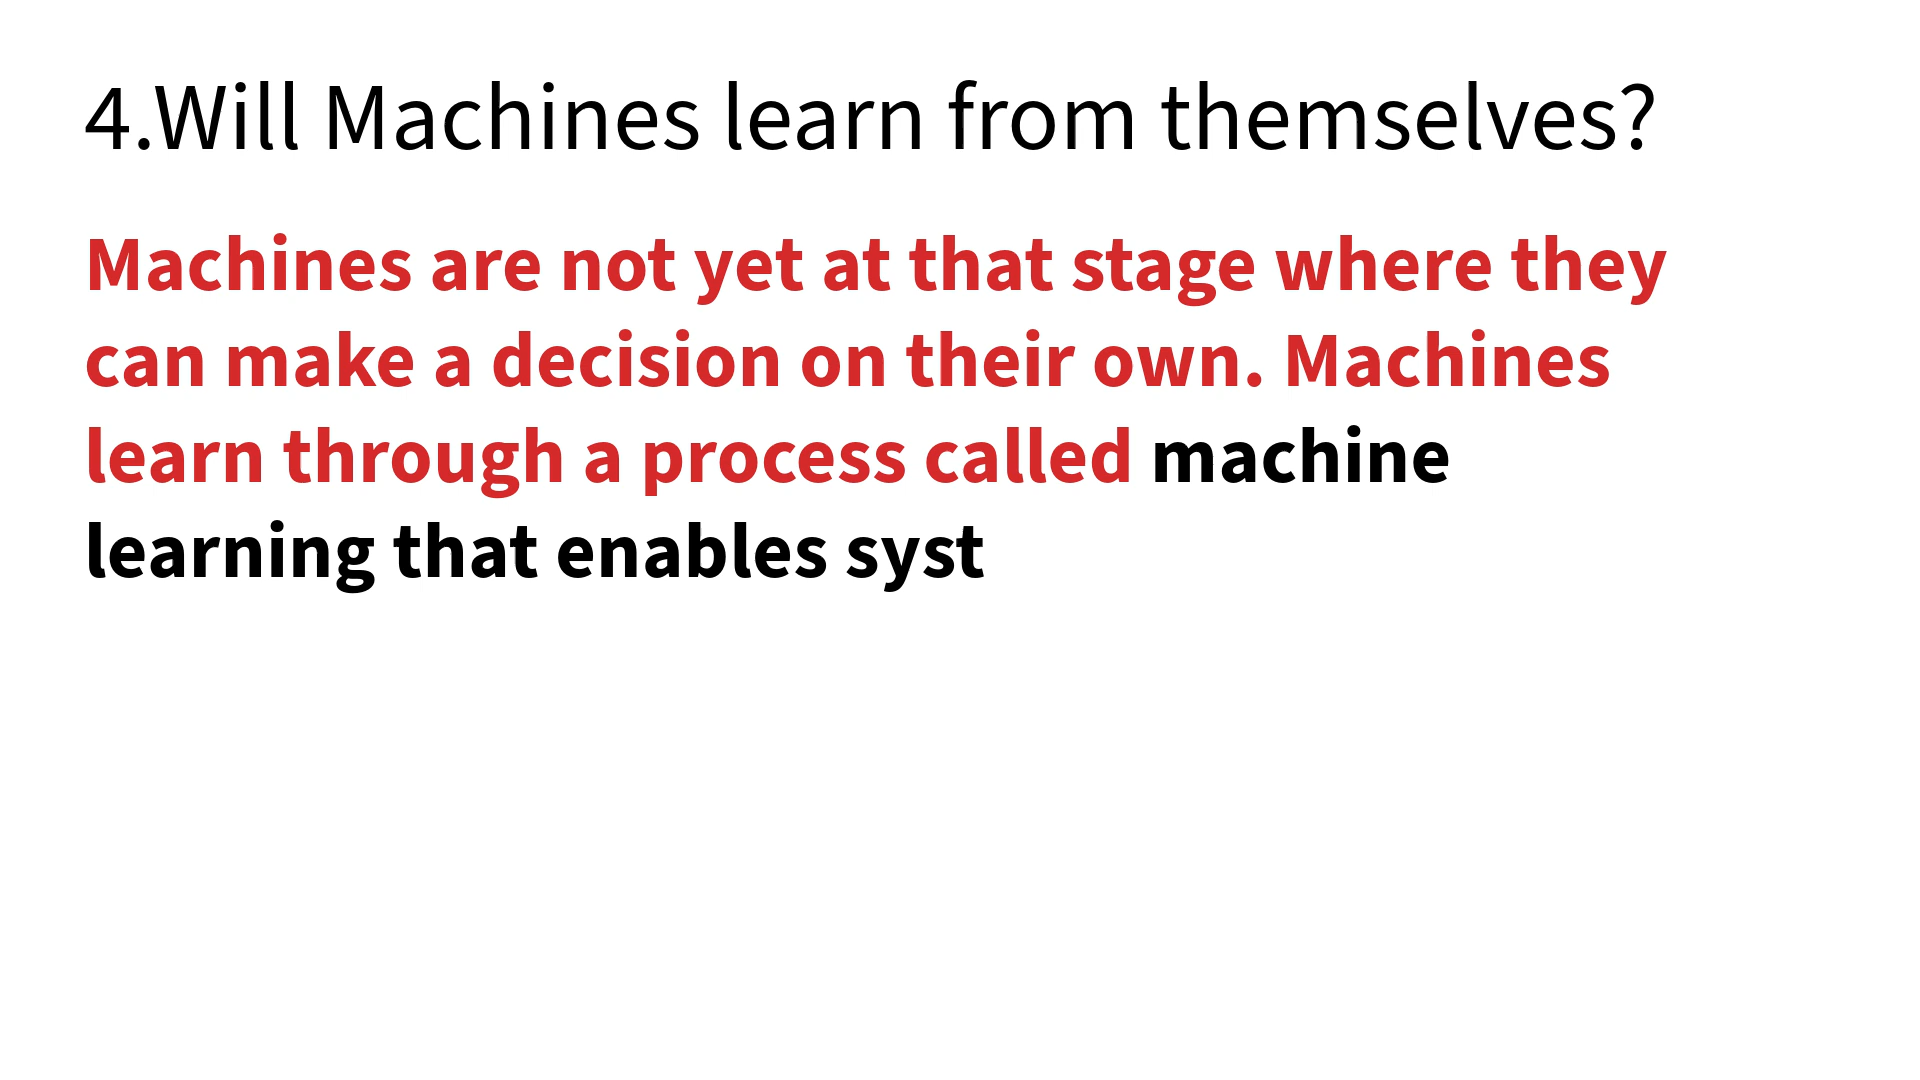 4.Will Machines learn from themselves?
Machines are not yet at that stage where they
can make a decision on their own. Machines
learn through a process called machine
learning that enables syst